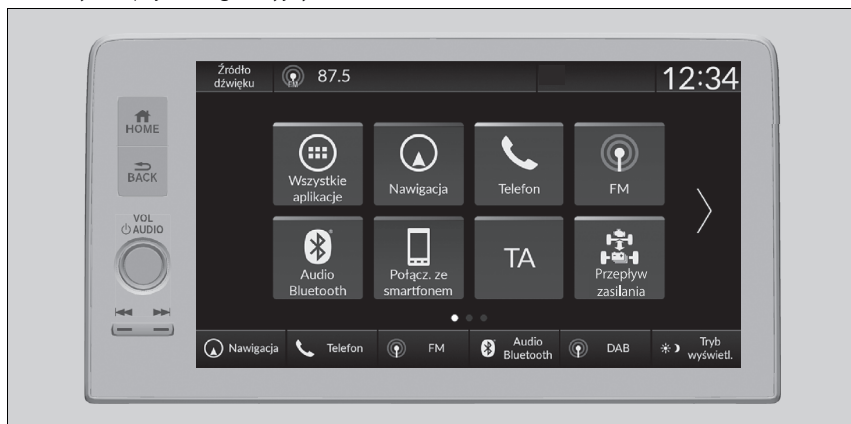 Źródło
dźwięku
FM
87.5
12:34
HOME
BACK
VOL
AUDIO
Wszystkie
aplikacje
Nawigacja
Telefon
FM
Audio
Bluetooth
Połącz. ze
smartfonem
TA
Przepływ
zasilania
Nawigacja
Telefon
FM
Audio
Bluetooth
DAB
Tryb
wyświetl.